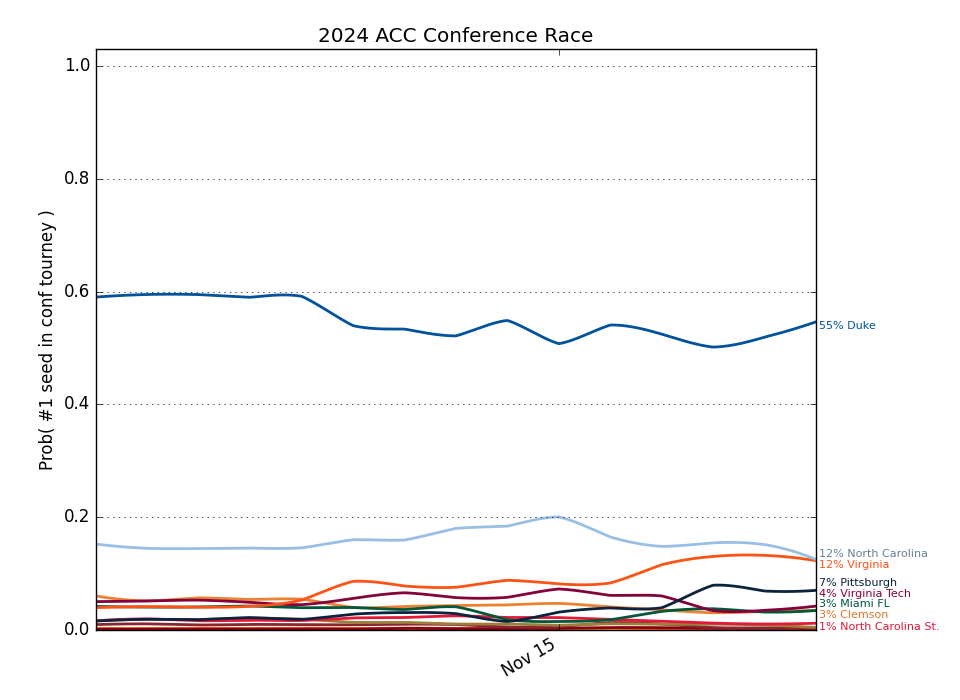 2024 ACC Conference Race
Prob( #1 seed in conf tourney )
1.0
0.8
0.6
0.4
0.2
0.0
Nov 15
55% Duke
12% North Carolina
12% Virginia
7% Pittsburgh
4% Virginia Tech
3% Miami FL
3% Clemson
1% North Carolina St.